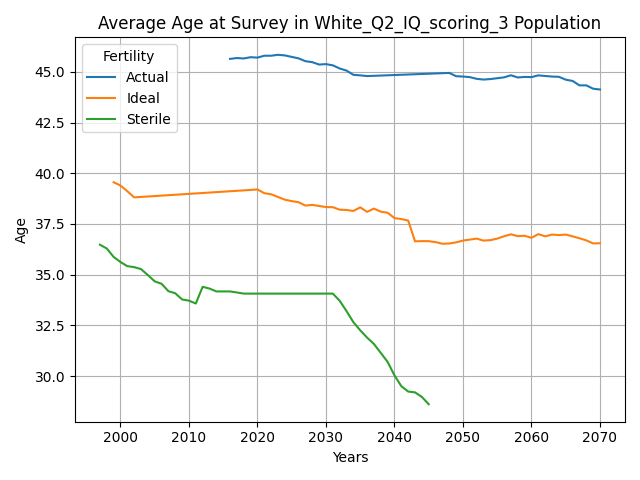 Average Age at Survey in White_Q2_IQ_scoring_3 Population
Fertility
Actual
Ideal
Sterile
Age
45.0
42.5
40.0
37.5
35.0
32.5
30.0
2000 2010 2020 2030 2040 2050 2060 2070
Years